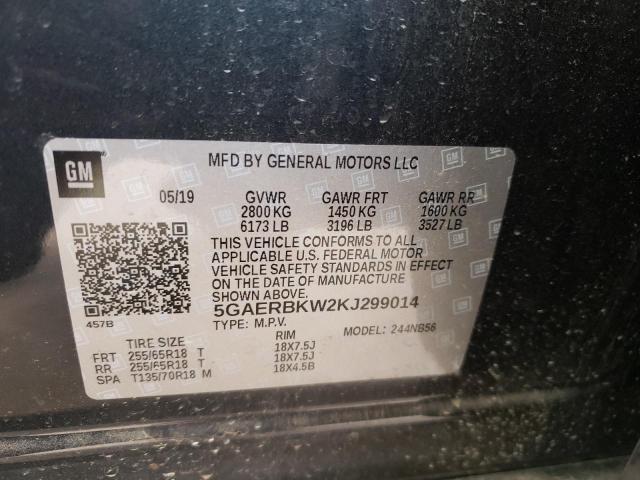 GM
MFD BY GENERAL MOTORS LLC
05/19 GVWR GAWR FRT GAWR RR
2800 KG 1450 KG 1600 KG
6173 LB 3196 LB 3527 LB
THIS VEHICLE CONFORMS TO ALL
APPLICABLE U.S. FEDERAL MOTOR
VEHICLE SAFETY STANDARDS IN EFFECT
ON THE DATE OF MANUFACTURE
SHOWN ABOVE.
5GAERBKW2KJ299014
457B
TYPE: M.P.V. MODEL: 244NB56
TIRE SIZE RIM
FRT 255/65R18 T 18X7.5J
RR 255/65R18 T 18X7.5J
SPA T135/70R18 M 18X4.5B